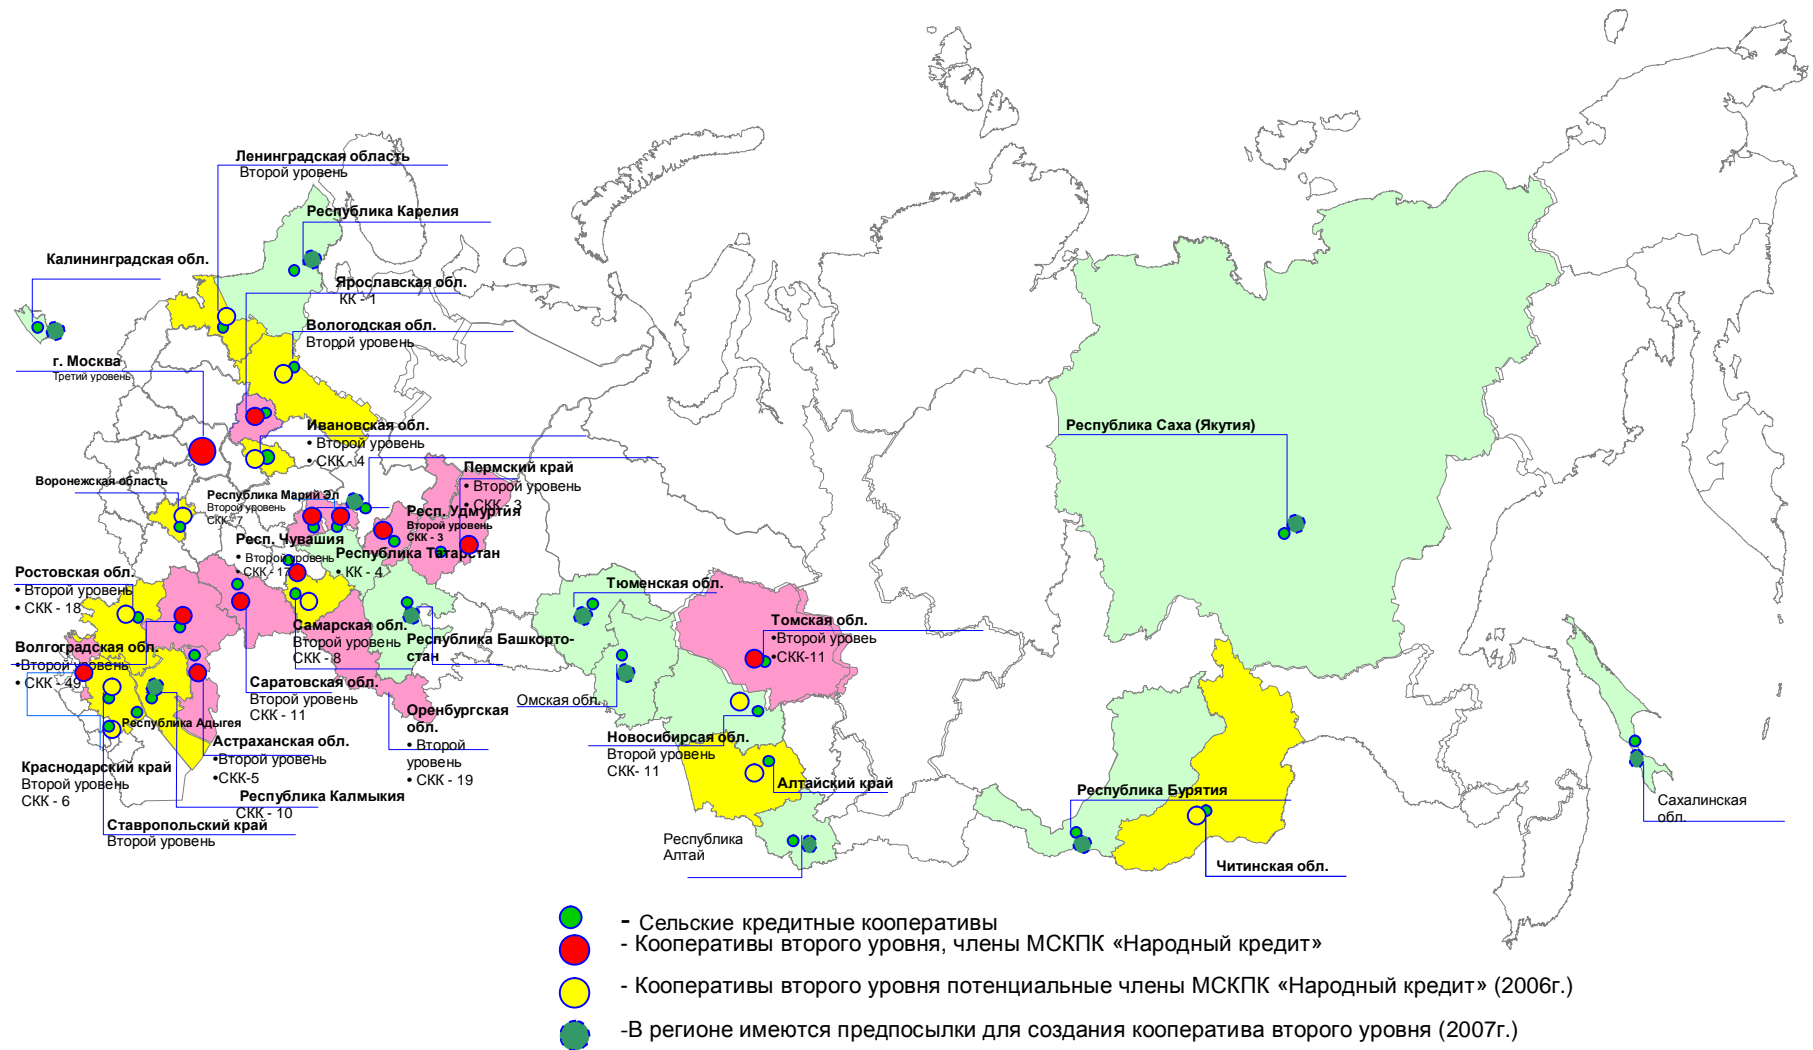 Ленинградская область
Второй уровень
Республика Карелия
Калининградская обл.
Ярославская обл.
КК - 1
Вологодская обл.
Второй уровень
г. Москва
Третий уровень
Ивановская обл.
• Второй уровень
• СКК - 4
Республика Саха (Якутия)
Пермский край
• Второй уровень
• СКК - 3
Воронежская область
Республика Марий Эл
Второй уровень
СКК - 7
Респ. Удмуртия
Второй уровень
СКК - 3
Респ. Чувашия
• Второй уровень
• СКК - 17
Республика Татарстан
• КК - 4
Ростовская обл.
• Второй уровень
• СКК - 18
Тюменская обл.
Самарская обл.
Второй уровень
СКК - 8
Республика Башкорто-
стан
Томская обл.
•Второй уровеь
•СКК-11
Волгоградская обл.
•Второй уровень
• СКК - 49
Саратовская обл.
Второй уровень
СКК - 11
Омская обл.
Оренбургская
обл.
• Второй
уровень
• СКК - 19
Республика Адыгея
Астраханская обл.
•Второй уровень
•СКК-5
Новосибирсая обл.
Второй уровень
СКК- 11
Краснодарский край
Второй уровень
СКК - 6
Республика Калмыкия
СКК - 10
Алтайский край
Республика Бурятия
Сахалинская
обл.
Ставропольский край
Второй уровень
Республика
Алтай
Читинская обл.
- Сельские кредитные кооперативы
- Кооперативы второго уровня, члены МСКПК «Народный кредит»
- Кооперативы второго уровня потенциальные члены МСКПК «Народный кредит» (2006г.)
-В регионе имеются предпосылки для создания кооператива второго уровня (2007г.)